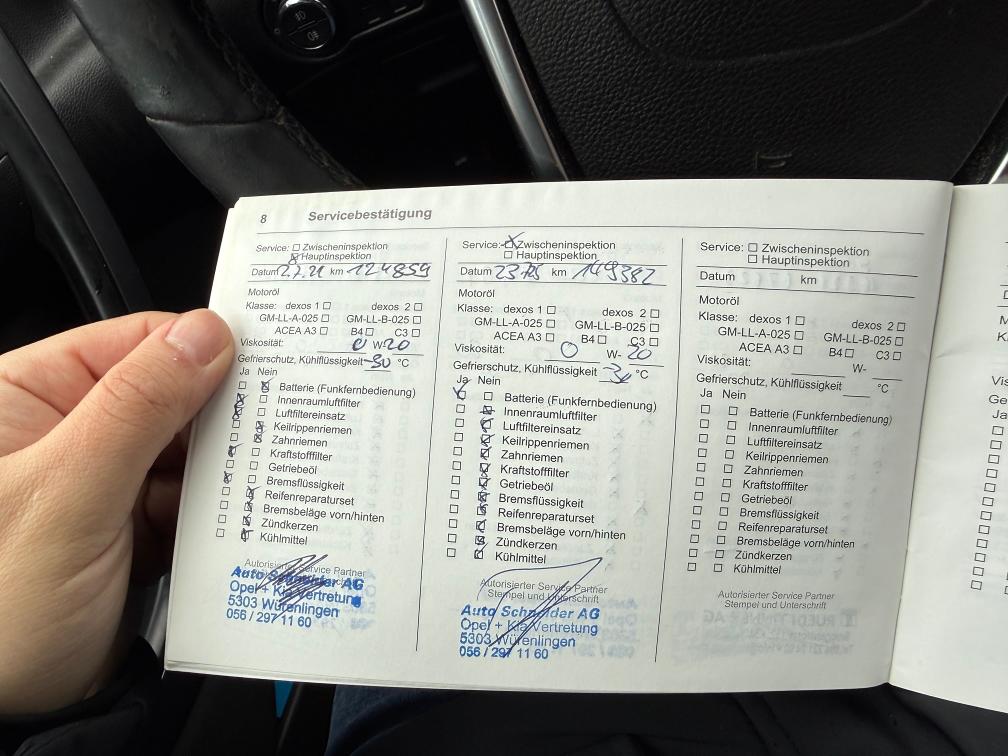 8 Servicebestätigung
Service: Zwischeninspektion
Hauptinspektion
Datum 2.7.21 km 124859
Motoröl
Klasse: dexos 1 dexos 2
GM-LL-A-025 GM-LL-B-025
ACEA A3 B4 C3
Viskosität: 0 W-20
Gefrierschutz, Kühlflüssigkeit -30 °C
Ja Nein
Batterie (Funkfernbedienung)
Innenraumluftfilter
Luftfiltereinsatz
Keilrippenriemen
Zahnriemen
Kraftstofffilter
Getriebeöl
Bremsflüssigkeit
Reifenreparaturset
Bremsbeläge vorn/hinten
Zündkerzen
Kühlmittel
Autorisierter Service Partner
Auto Schneider AG
Opel + Kia Vertretung
5303 Würenlingen
056 / 297 11 60
Service: Zwischeninspektion
Hauptinspektion
Datum km 149382
Motoröl
Klasse: dexos 1 dexos 2
GM-LL-A-025 GM-LL-B-025
ACEA A3 B4 C3
Viskosität: 0 W-20
Gefrierschutz, Kühlflüssigkeit °C
Ja Nein
Batterie (Funkfernbedienung)
Innenraumluftfilter
Luftfiltereinsatz
Keilrippenriemen
Zahnriemen
Kraftstofffilter
Getriebeöl
Bremsflüssigkeit
Reifenreparaturset
Bremsbeläge vorn/hinten
Zündkerzen
Kühlmittel
Autorisierter Service Partner
Stempel und Unterschrift
Auto Schneider AG
Opel + Kia Vertretung
5303 Würenlingen
056 / 297 11 60
Service: Zwischeninspektion
Hauptinspektion
Datum km
Motoröl
Klasse: dexos 1 dexos 2
GM-LL-A-025 GM-LL-B-025
ACEA A3 B4 C3
Viskosität: W-
Gefrierschutz, Kühlflüssigkeit °C
Ja Nein
Batterie (Funkfernbedienung)
Innenraumluftfilter
Luftfiltereinsatz
Keilrippenriemen
Zahnriemen
Kraftstofffilter
Getriebeöl
Bremsflüssigkeit
Reifenreparaturset
Bremsbeläge vorn/hinten
Zündkerzen
Kühlmittel
Autorisierter Service Partner
Stempel und Unterschrift